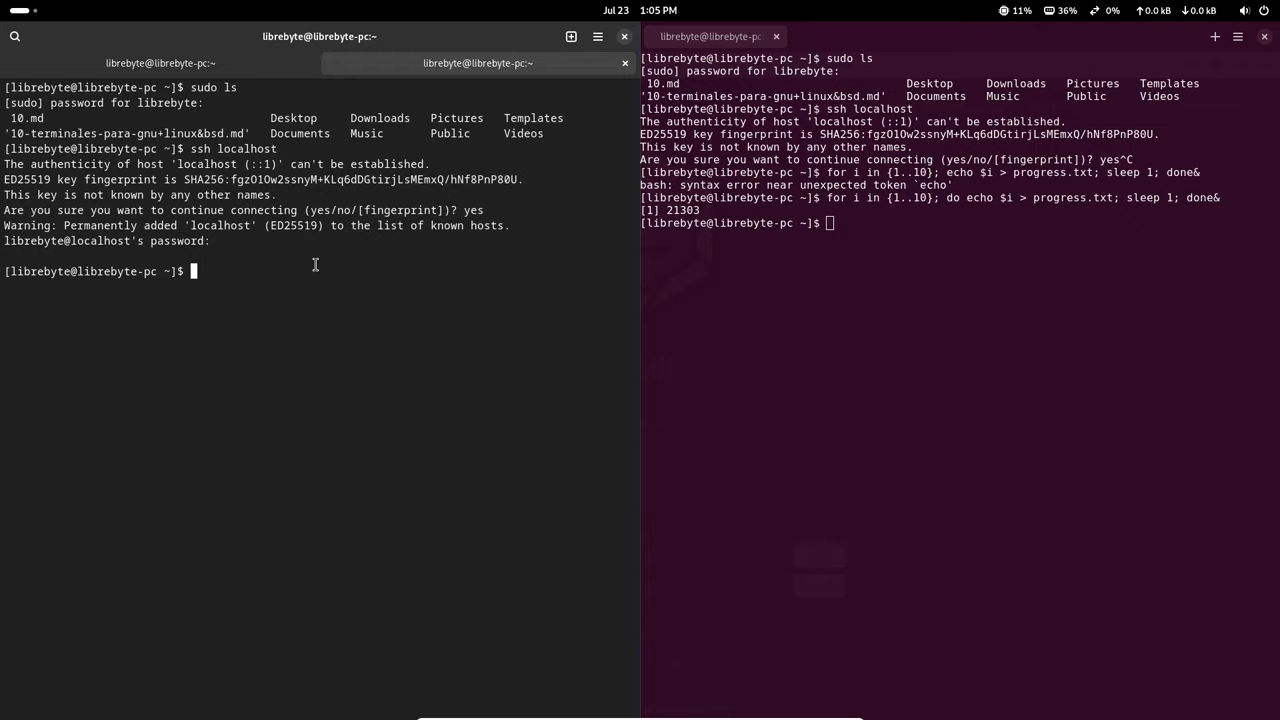 Jul 23 1:05 PM
11% 36% 0% 0.0 kB 0.0 kB
librebyte@librebyte-pc:~
librebyte@librebyte-pc:~ librebyte@librebyte-pc:~
[librebyte@librebyte-pc ~]$ sudo ls
[sudo] password for librebyte:
10.md Desktop Downloads Pictures Templates
'10-terminales-para-gnu+linux&bsd.md' Documents Music Public Videos
[librebyte@librebyte-pc ~]$ ssh localhost
The authenticity of host 'localhost (::1)' can't be established.
ED25519 key fingerprint is SHA256:fgzO1Ow2ssnyM+KLq6dDGtirjLsMEmxQ/hNf8PnP80U.
This key is not known by any other names.
Are you sure you want to continue connecting (yes/no/[fingerprint])? yes
Warning: Permanently added 'localhost' (ED25519) to the list of known hosts.
librebyte@localhost's password:
[librebyte@librebyte-pc ~]$
librebyte@librebyte-pc:
[librebyte@librebyte-pc ~]$ sudo ls
[sudo] password for librebyte:
10.md Desktop Downloads Pictures Templates
'10-terminales-para-gnu+linux&bsd.md' Documents Music Public Videos
[librebyte@librebyte-pc ~]$ ssh localhost
The authenticity of host 'localhost (::1)' can't be established.
ED25519 key fingerprint is SHA256:fgzO1Ow2ssnyM+KLq6dDGtirjLsMEmxQ/hNf8PnP80U.
This key is not known by any other names.
Are you sure you want to continue connecting (yes/no/[fingerprint])? yes^C
[librebyte@librebyte-pc ~]$ for i in {1..10}; echo $i > progress.txt; sleep 1; done&
bash: syntax error near unexpected token `echo'
[librebyte@librebyte-pc ~]$ for i in {1..10}; do echo $i > progress.txt; sleep 1; done&
[1] 21303
[librebyte@librebyte-pc ~]$